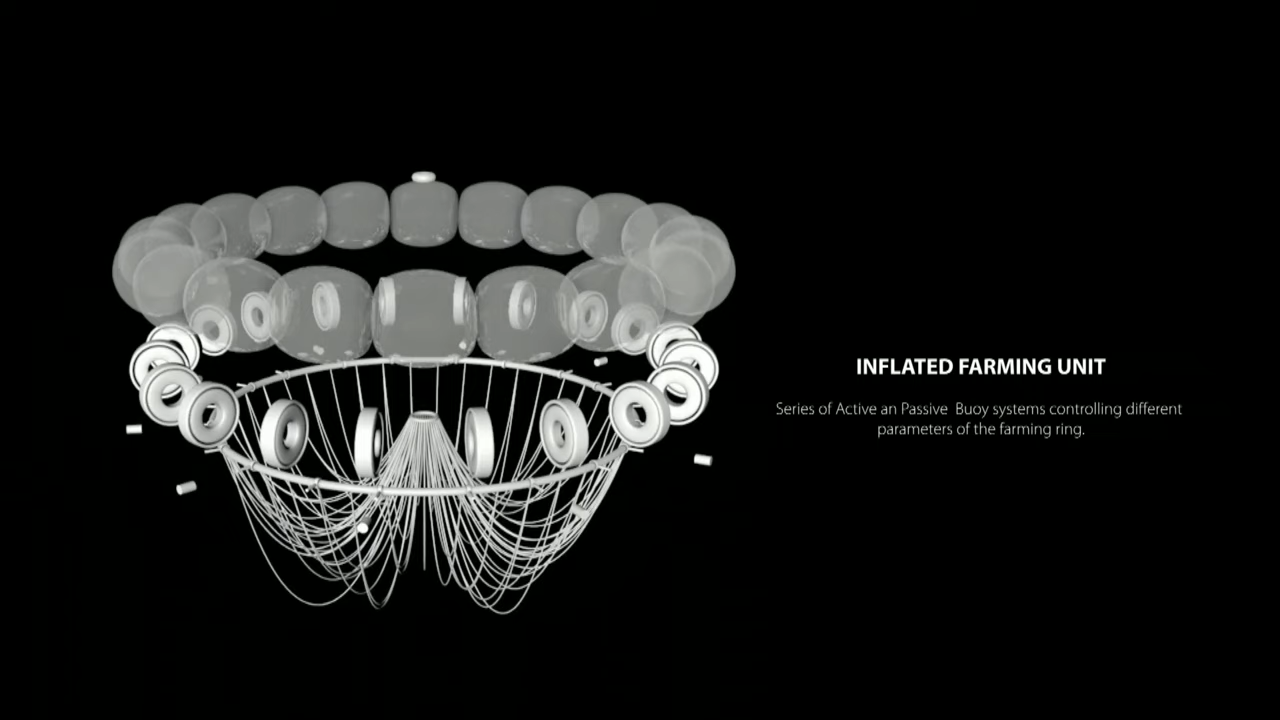 INFLATED FARMING UNIT
Series of Active an Passive  Buoy systems controlling different
parameters of the farming ring.